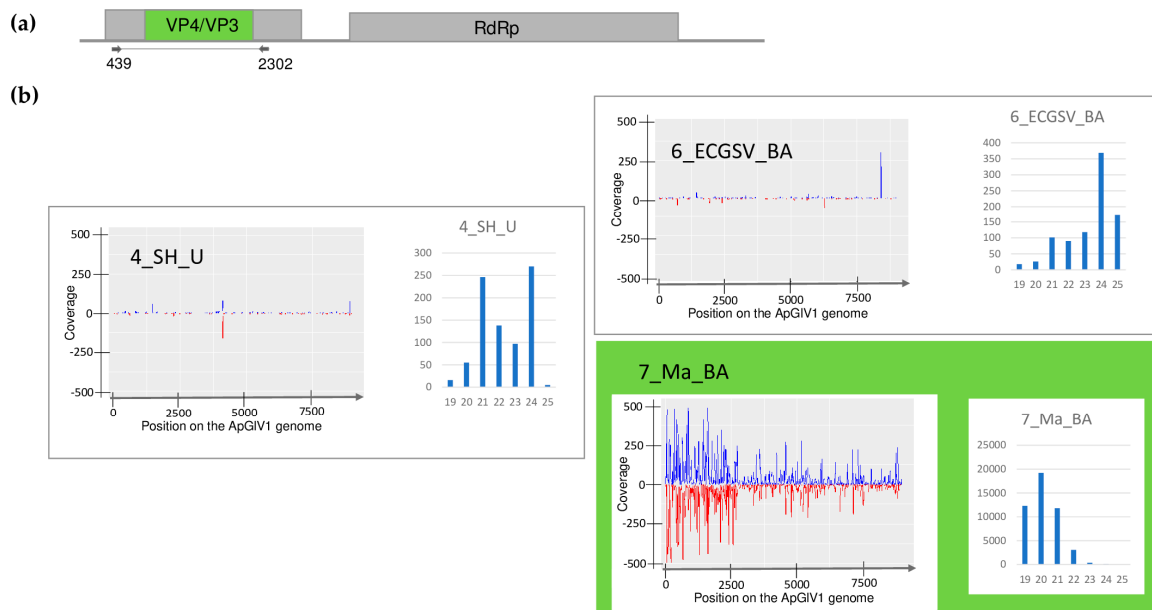 (a)
VP4/VP3
RdRp
439
2302
(b)
4_SH_U
500
250
0
-250
-500
Coverage
0 2500 5000 7500
Position on the ApGlV1 genome
4_SH_U
300
250
200
150
100
50
0
19 20 21 22 23 24 25
6_ECGSV_BA
500
250
0
-250
-500
Coverage
0 2500 5000 7500
Position on the ApGlV1 genome
6_ECGSV_BA
400
350
300
250
200
150
100
50
0
19 20 21 22 23 24 25
7_Ma_BA
500
250
0
-250
-500
Coverage
0 2500 5000 7500
Position on the ApGlV1 genome
7_Ma_BA
25000
20000
15000
10000
5000
0
19 20 21 22 23 24 25